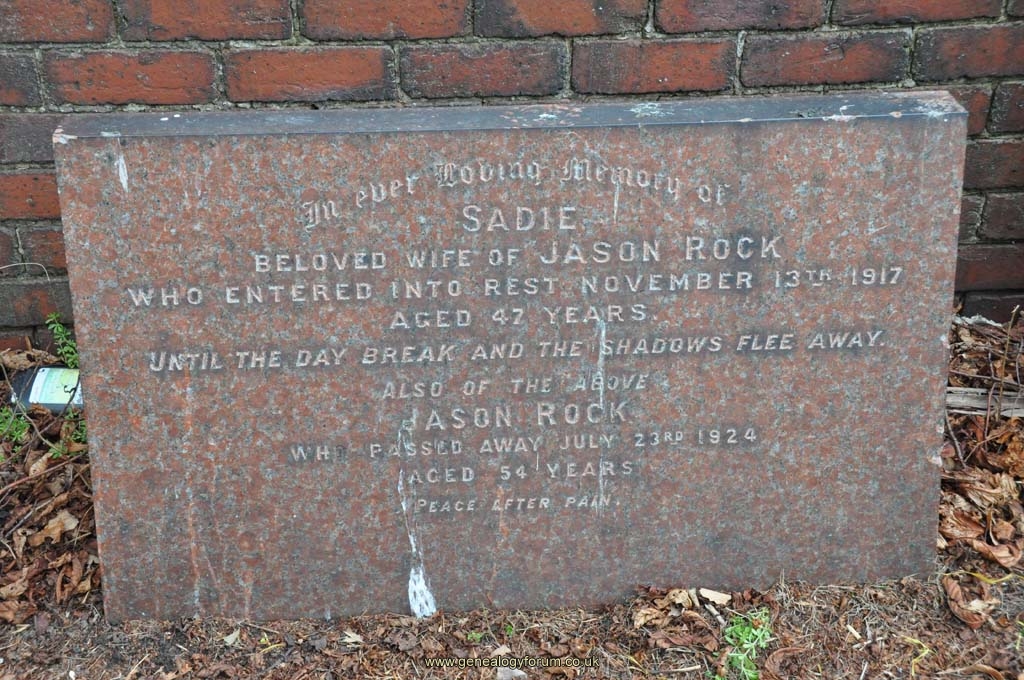 In ever Loving Memory of
SADIE
BELOVED WIFE OF JASON ROCK
WHO ENTERED INTO REST NOVEMBER 13TH 1917
AGED 47 YEARS.
UNTIL THE DAY BREAK AND THE SHADOWS FLEE AWAY.
ALSO OF THE ABOVE
JASON ROCK
WHO PASSED AWAY JULY 23RD 1924
AGED 54 YEARS
PEACE AFTER PAIN.
www.genealogyforum.co.uk